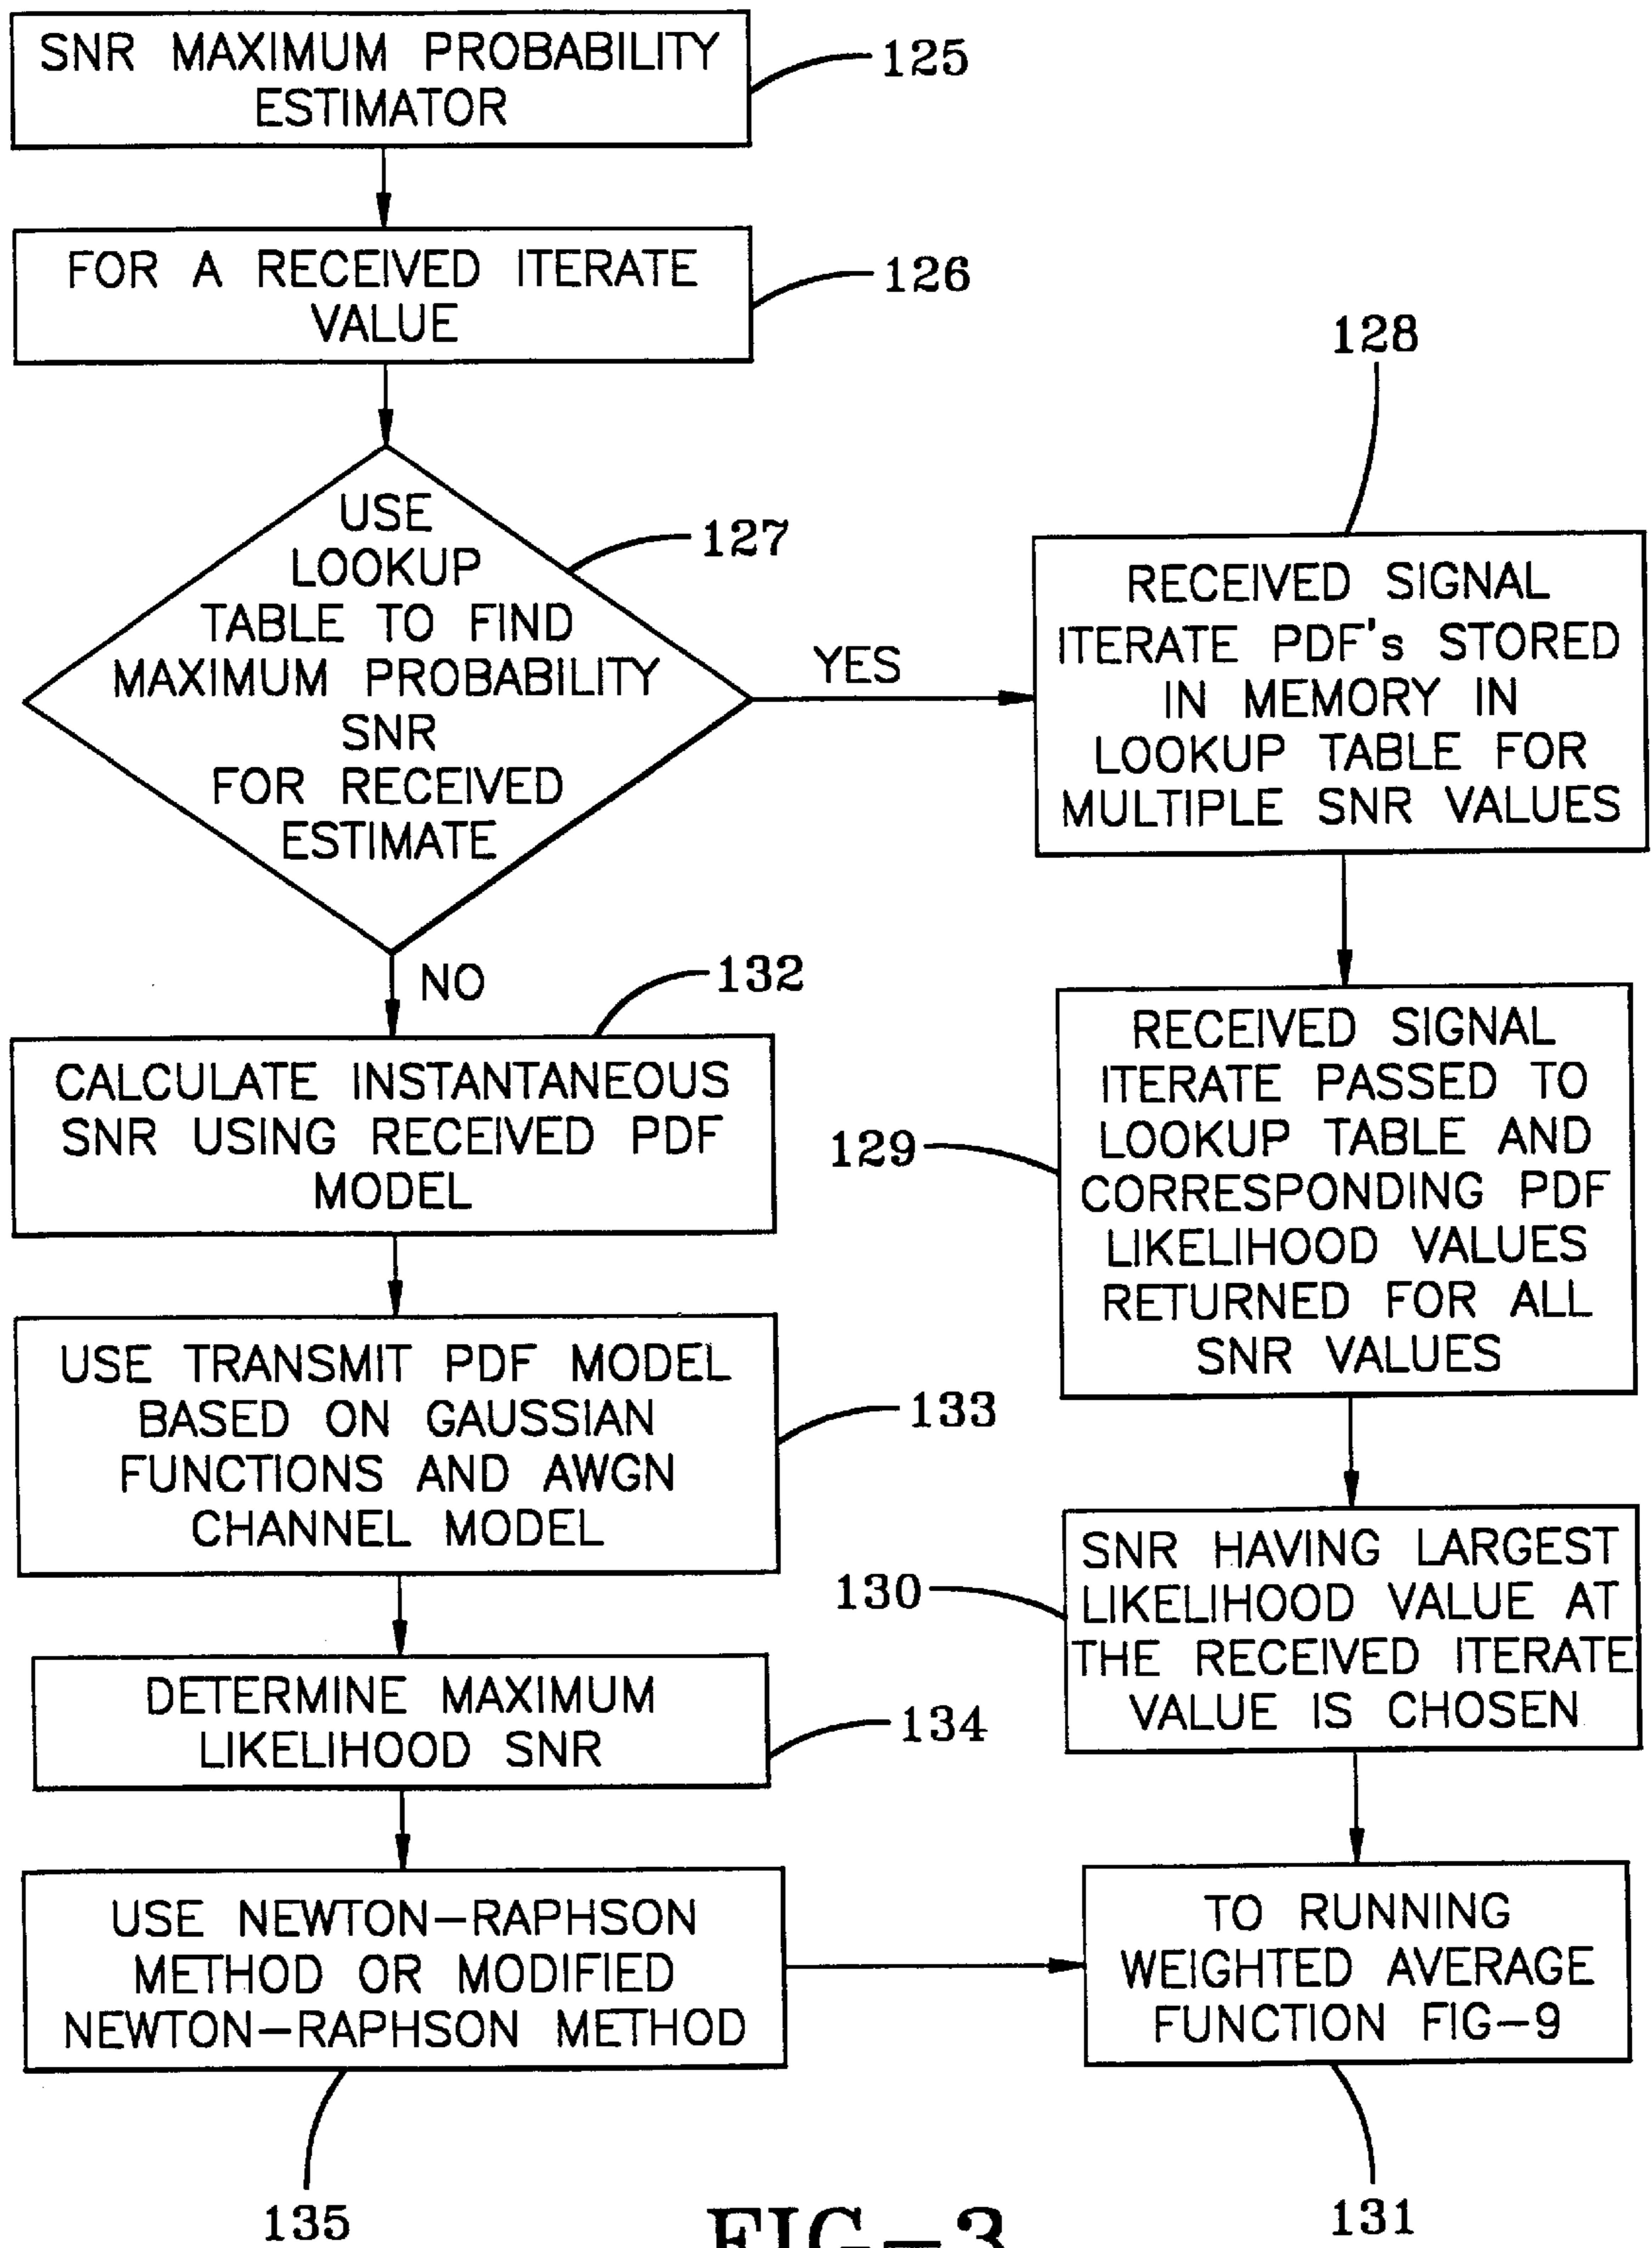 SNR MAXIMUM PROBABILITY
ESTIMATOR
125
FOR A RECEIVED ITERATE
VALUE
126
USE
LOOKUP
TABLE TO FIND
MAXIMUM PROBABILITY
SNR
FOR RECEIVED
ESTIMATE
127
YES
NO
128
RECEIVED SIGNAL
ITERATE PDF's STORED
IN MEMORY IN
LOOKUP TABLE FOR
MULTIPLE SNR VALUES
129
RECEIVED SIGNAL
ITERATE PASSED TO
LOOKUP TABLE AND
CORRESPONDING PDF
LIKELIHOOD VALUES
RETURNED FOR ALL
SNR VALUES
130
SNR HAVING LARGEST
LIKELIHOOD VALUE AT
THE RECEIVED ITERATE
VALUE IS CHOSEN
132
CALCULATE INSTANTANEOUS
SNR USING RECEIVED PDF
MODEL
USE TRANSMIT PDF MODEL
BASED ON GAUSSIAN
FUNCTIONS AND AWGN
CHANNEL MODEL
133
DETERMINE MAXIMUM
LIKELIHOOD SNR
134
USE NEWTON–RAPHSON
METHOD OR MODIFIED
NEWTON–RAPHSON METHOD
135
TO RUNNING
WEIGHTED AVERAGE
FUNCTION FIG–9
131
FIG–3